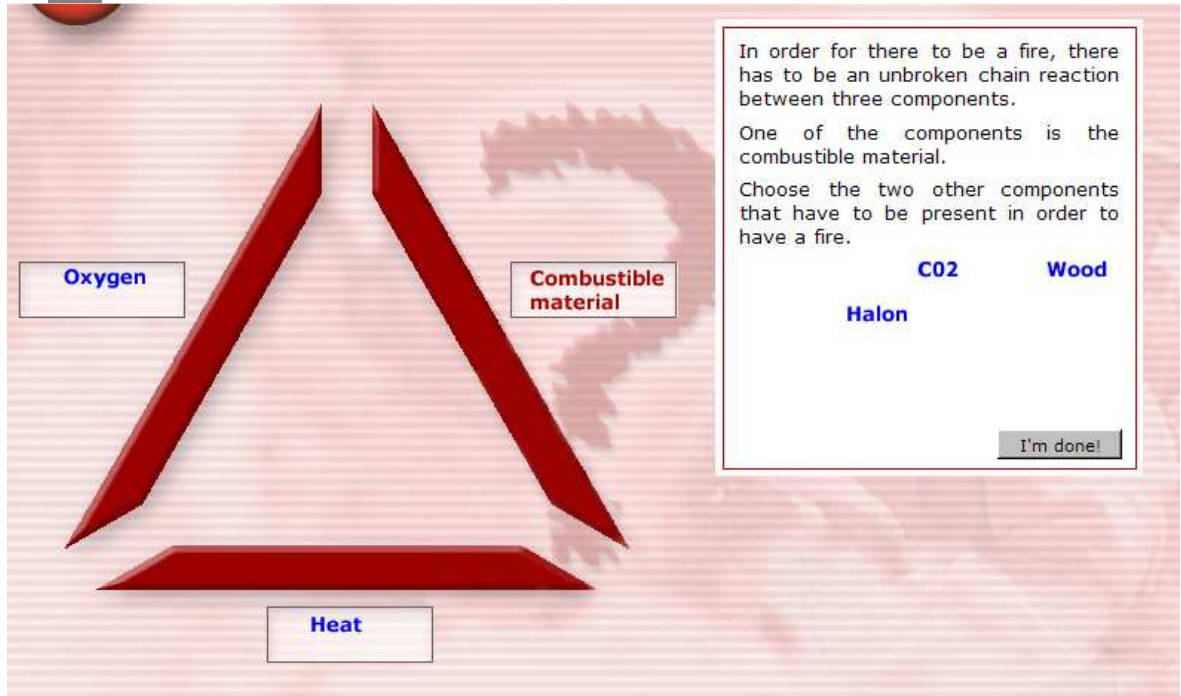 In order for there to be a fire, there
has to be an unbroken chain reaction
between three components.
One of the components is the
combustible material.
Choose the two other components
that have to be present in order to
have a fire.
C02 Wood
Halon
I'm done!
Oxygen
Combustible
material
Heat